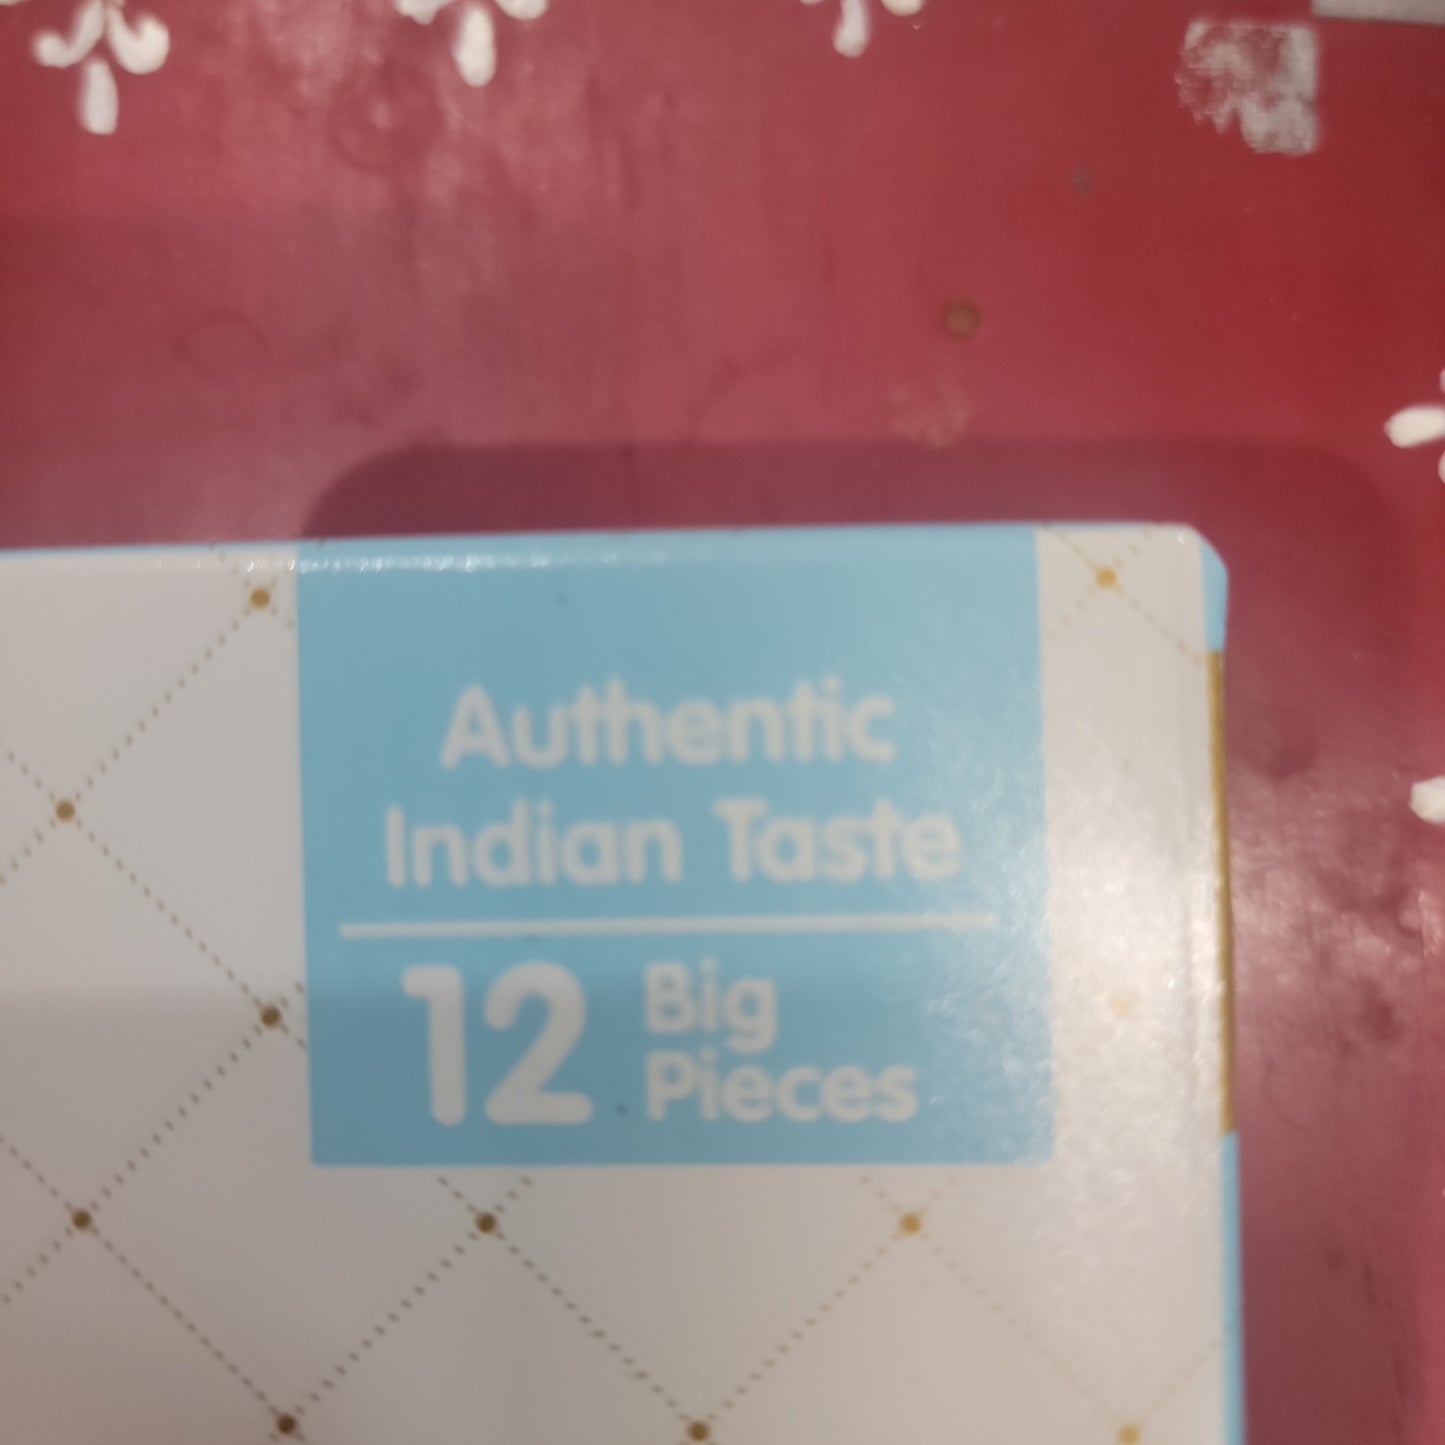 Authentic
Indian Taste
12 Big
Pieces